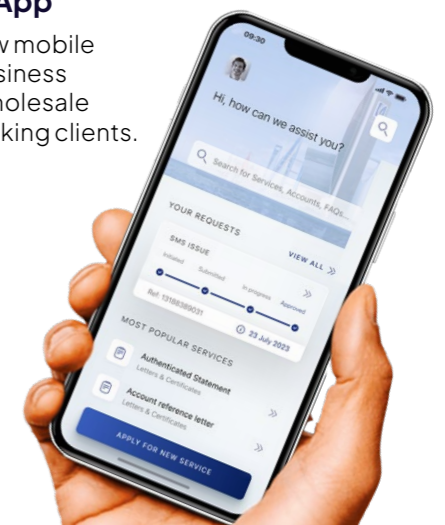 App
w mobile
siness
holesale
king clients.
09:30
Hi, how can we assist you?
Search for Services, Accounts, FAQs...
YOUR REQUESTS
VIEW ALL
SMS ISSUE
Initiated Submitted In progress Approved
Ref: 13188389031
23 July 2023
MOST POPULAR SERVICES
Authenticated Statement
Letters & Certificates
Account reference letter
Letters & Certificates
APPLY FOR NEW SERVICE